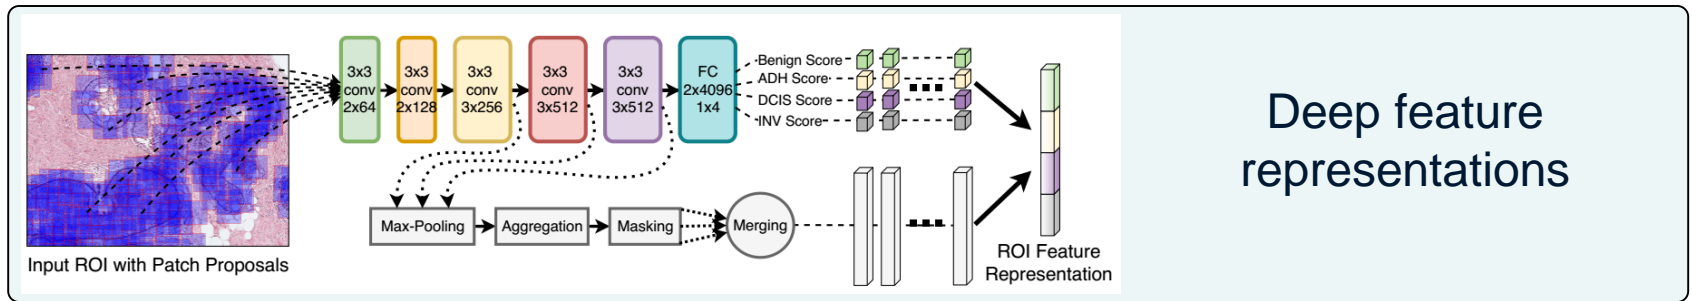 Input ROI with Patch Proposals
3x3
conv
2x64
3x3
conv
2x128
3x3
conv
3x256
3x3
conv
3x512
3x3
conv
3x512
FC
2x4096
1x4
Benign Score
ADH Score
DCIS Score
INV Score
Max-Pooling
Aggregation
Masking
Merging
ROI Feature
Representation
Deep feature
representations